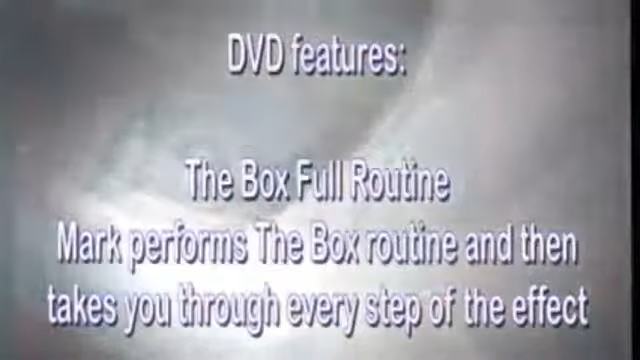 DVD features:
The Box Full Routine
Mark performs The Box routine and then
takes you through every step of the effect